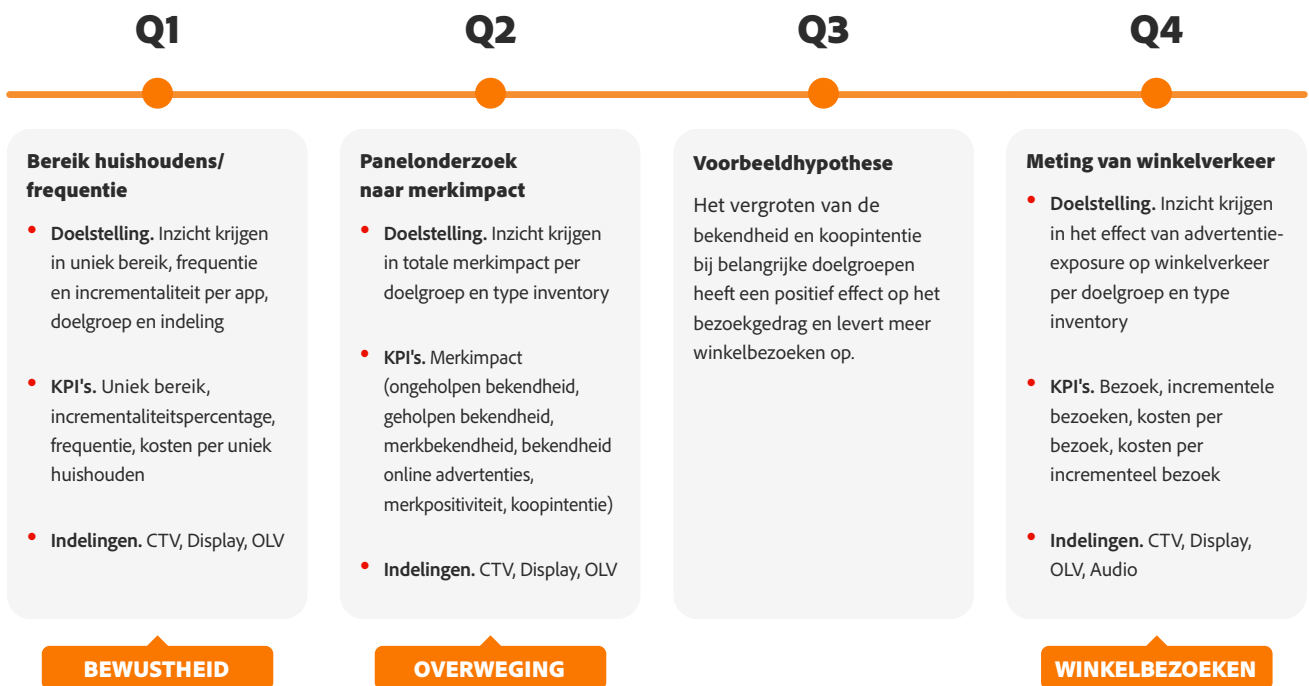 Q1
Q2
Q3
Q4
Bereik huishoudens/
frequentie
• Doelstelling. Inzicht krijgen
in uniek bereik, frequentie
en incrementaliteit per app,
doelgroep en indeling
• KPI's. Uniek bereik,
incrementaliteitspercentage,
frequentie, kosten per uniek
huishouden
• Indelingen. CTV, Display, OLV
BEWUSTHEID
Panelonderzoek
naar merkimpact
• Doelstelling. Inzicht krijgen
in totale merkimpact per
doelgroep en type inventory
• KPI's. Merkimpact
(ongeholpen bekendheid,
geholpen bekendheid,
merkbekendheid, bekendheid
online advertenties,
merkpositiviteit, koopintentie)
• Indelingen. CTV, Display, OLV
OVERWEGING
Voorbeeldhypothese
Het vergroten van de
bekendheid en koopintentie
bij belangrijke doelgroepen
heeft een positief effect op het
bezoekgedrag en levert meer
winkelbezoeken op.
Meting van winkelverkeer
• Doelstelling. Inzicht krijgen
in het effect van advertentie-
exposure op winkelverkeer
per doelgroep en type
inventory
• KPI's. Bezoek, incrementele
bezoeken, kosten per
bezoek, kosten per
incrementeel bezoek
• Indelingen. CTV, Display,
OLV, Audio
WINKELBEZOEKEN